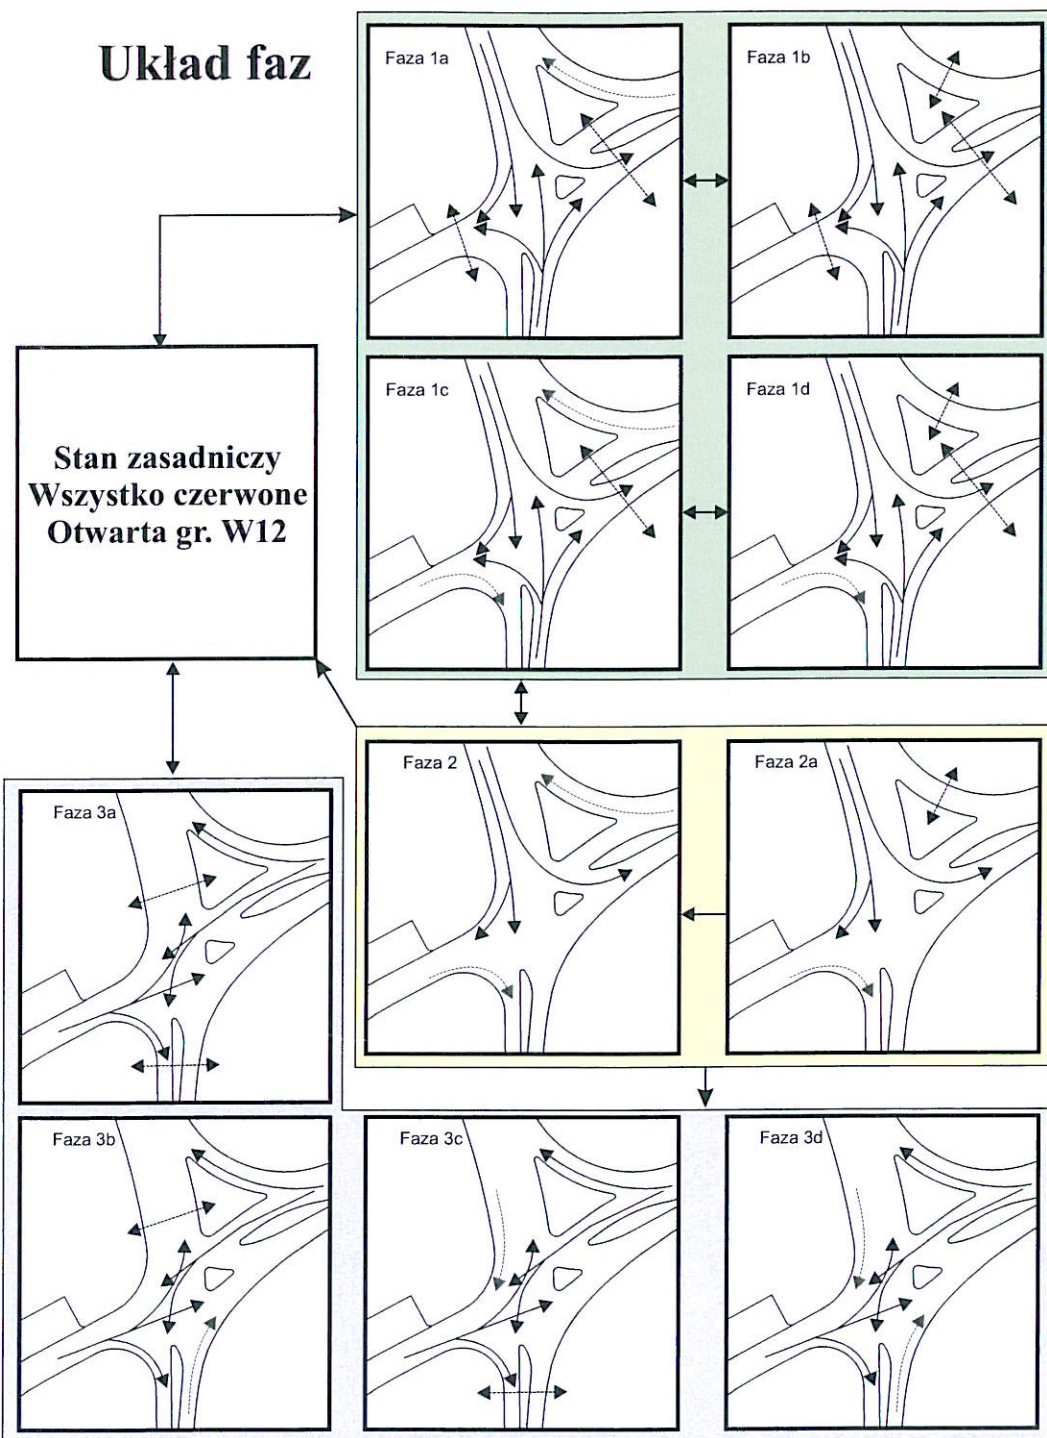 Układ faz
Faza 1a
Faza 1b
Faza 1c
Faza 1d
Stan zasadniczy
Wszystko czerwone
Otwarta gr. W12
Faza 2
Faza 2a
Faza 3a
Faza 3b
Faza 3c
Faza 3d